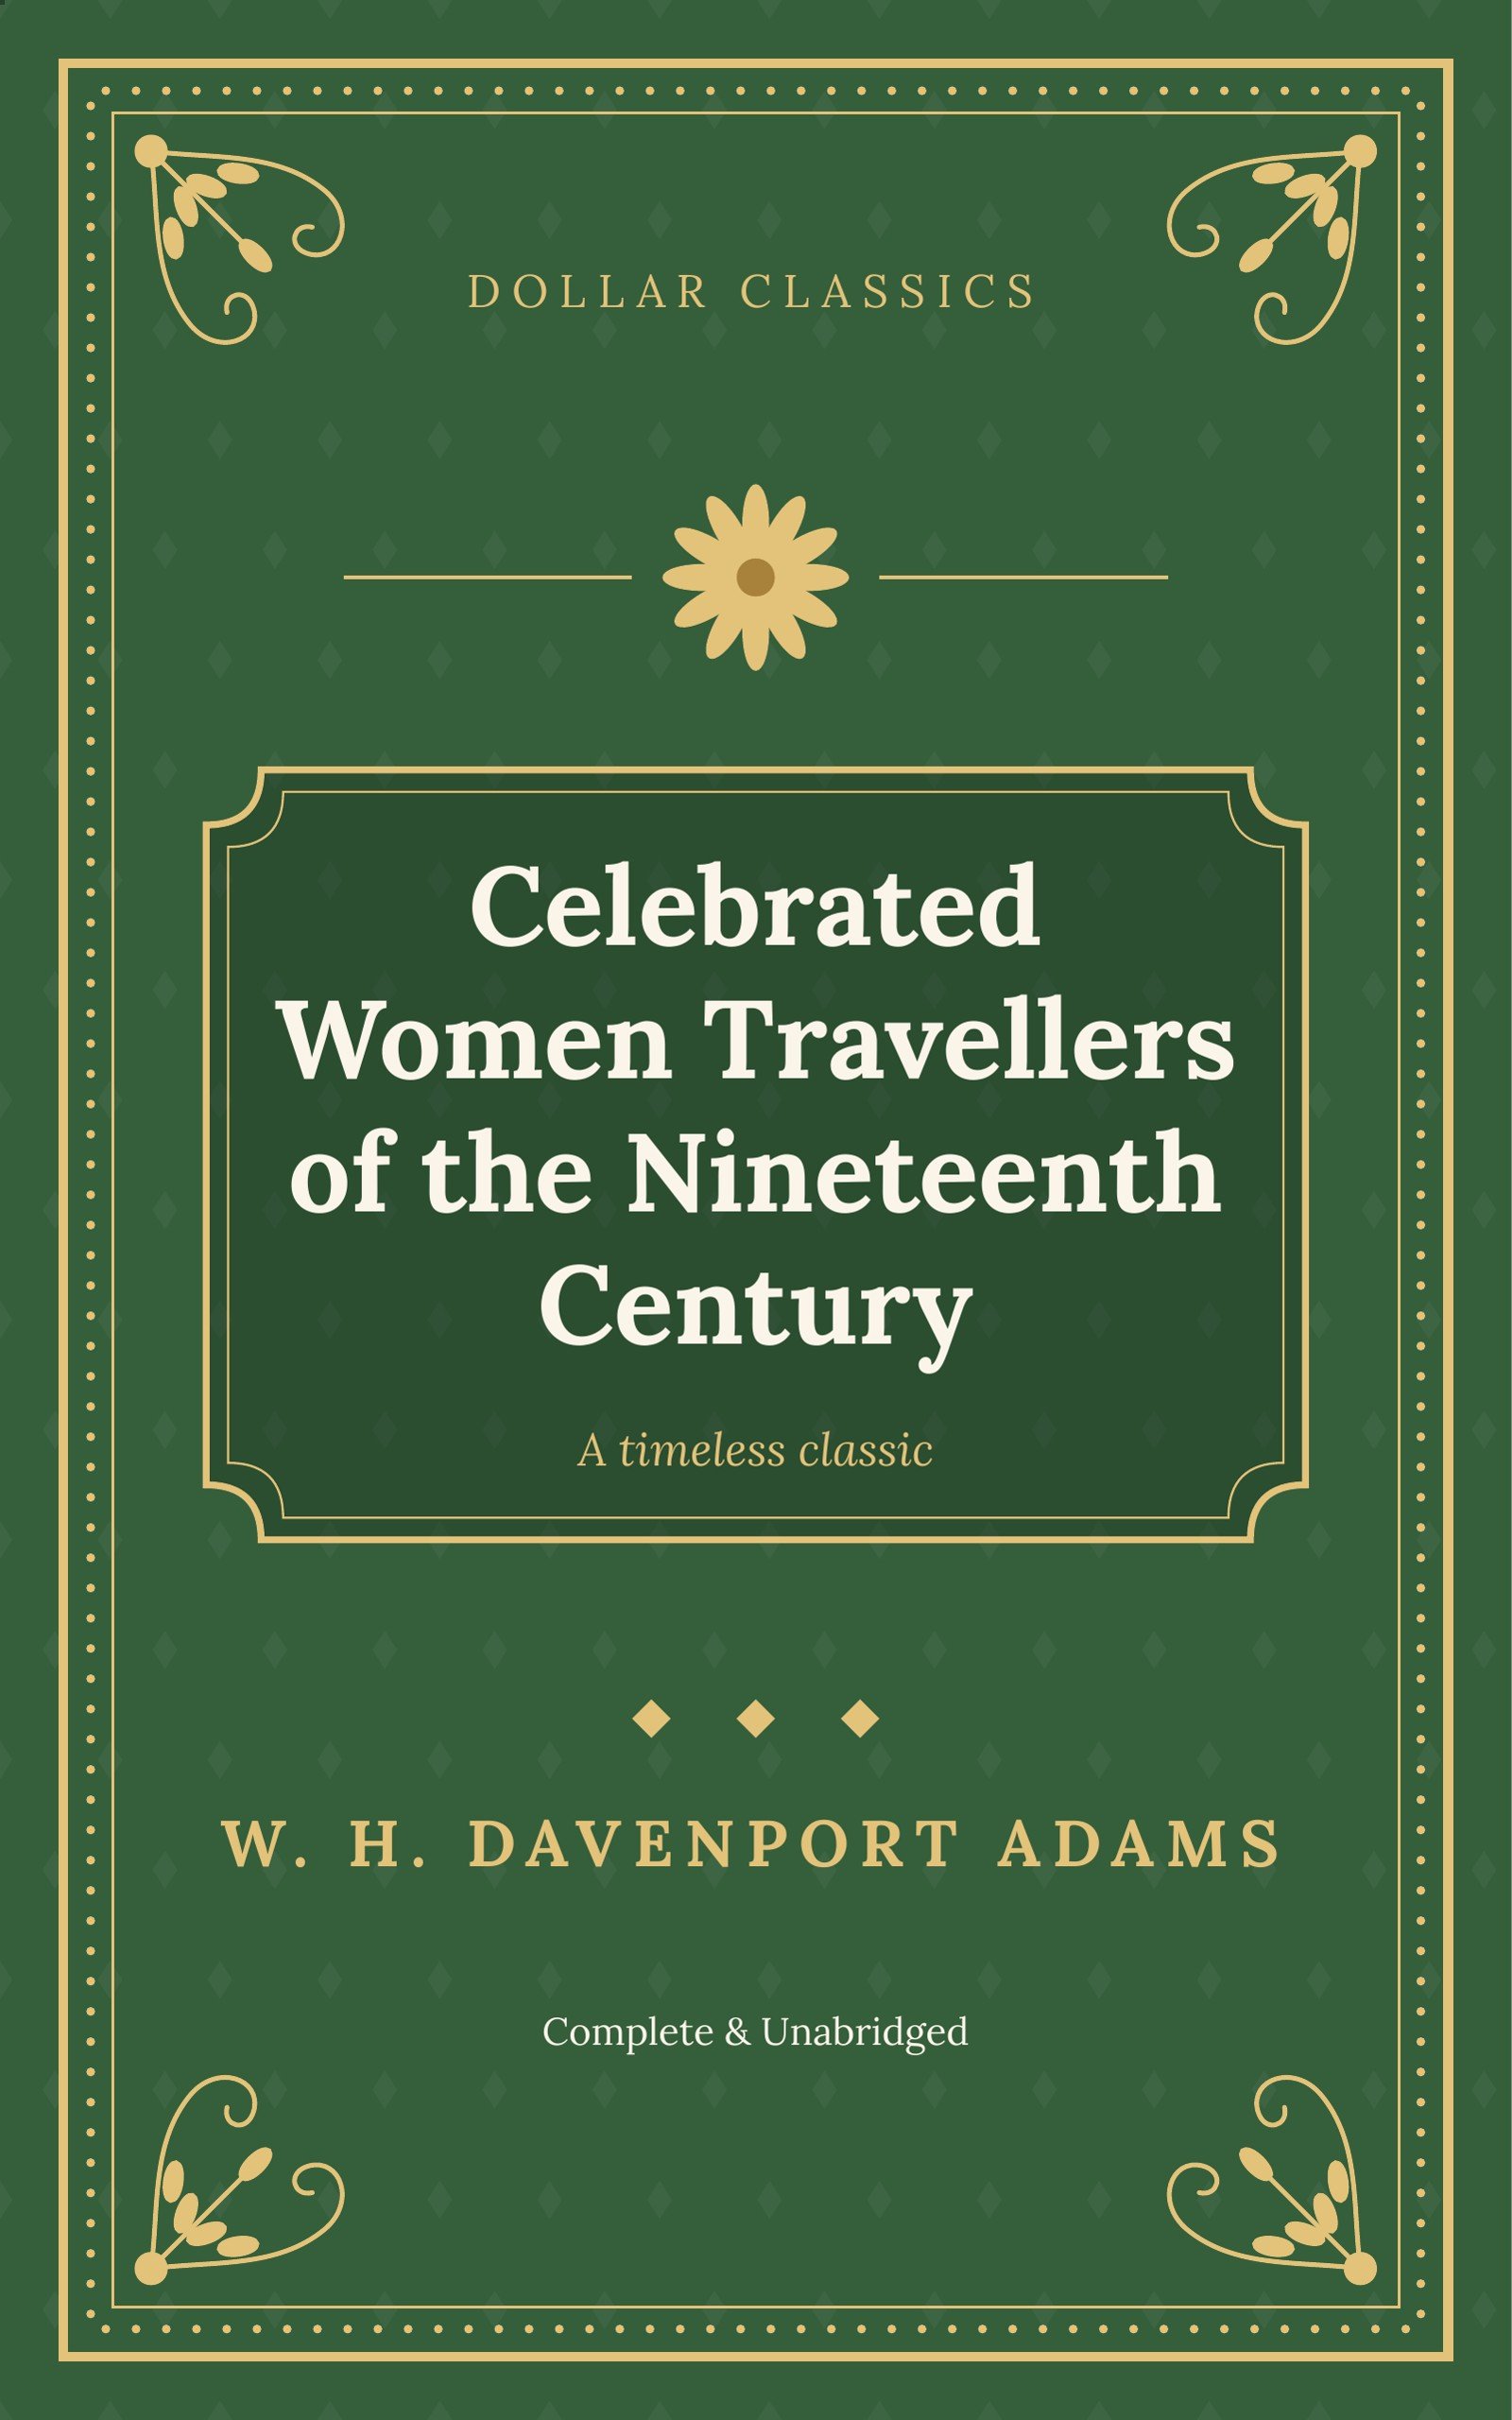 DOLLAR CLASSICS
Celebrated
Women Travellers
of the Nineteenth
Century
A timeless classic
W. H. DAVENPORT ADAMS
Complete & Unabridged